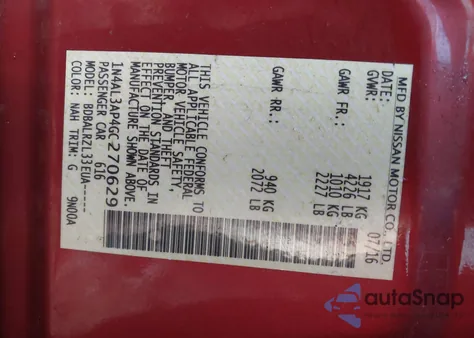 MFD BY NISSAN MOTOR CO., LTD.
DATE: 07/16
GVWR: 1917 KG
4226 LB
GAWR FR.: 1010 KG
2227 LB
GAWR RR.: 940 KG
2072 LB
THIS VEHICLE CONFORMS TO
ALL APPLICABLE FEDERAL
MOTOR VEHICLE SAFETY,
BUMPER, AND THEFT
PREVENTION STANDARDS IN
EFFECT ON THE DATE OF
MANUFACTURE SHOWN ABOVE.
1N4AL3AP4GC270629
PASSENGER CAR 616
MODEL: BDBALRZL33EUA-----
COLOR: NAH TRIM: G 9N00A
autoSnap